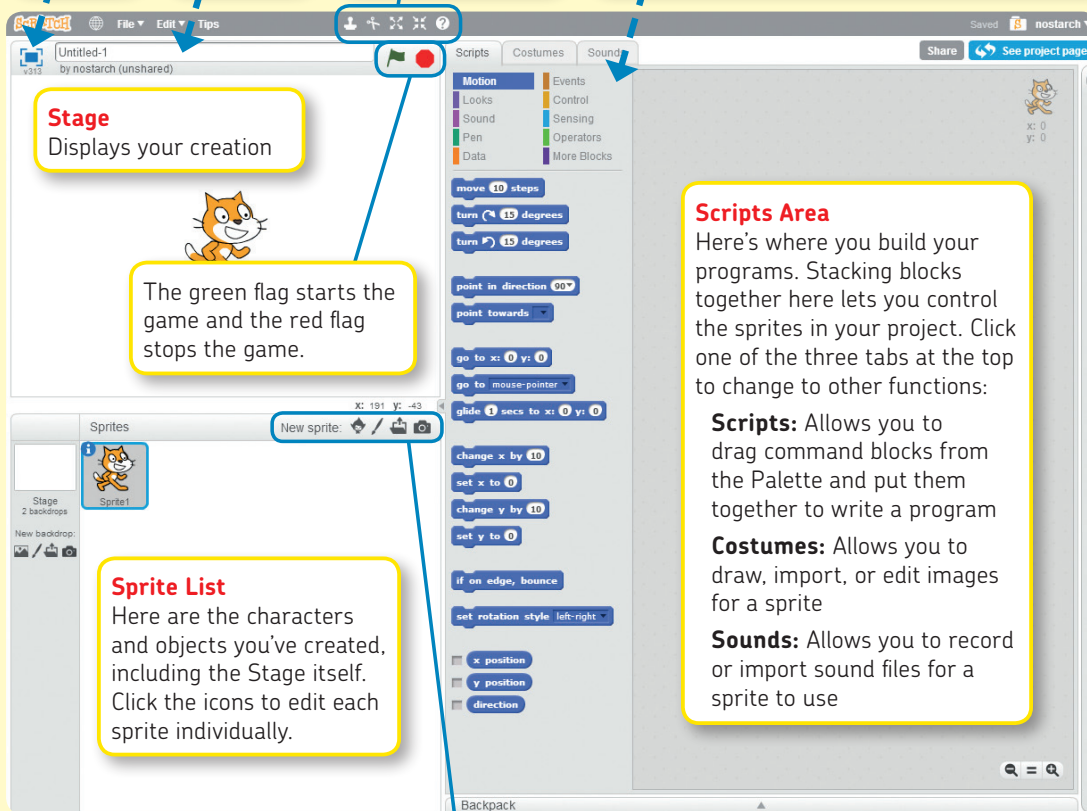 SCRATCH File Edit Tips
Saved nostarch
v313
Untitled-1
by nostarch (unshared)
Scripts Costumes Sounds
Share See project page
Stage
Displays your creation
The green flag starts the
game and the red flag
stops the game.
x: 191 y: -43
Motion Events
Looks Control
Sound Sensing
Pen Operators
Data More Blocks
move 10 steps
turn 15 degrees
turn 15 degrees
point in direction 90
point towards
go to x: 0 y: 0
go to mouse-pointer
glide 1 secs to x: 0 y: 0
change x by 10
set x to 0
change y by 10
set y to 0
if on edge, bounce
set rotation style left-right
x position
y position
direction
x: 0
y: 0
Scripts Area
Here's where you build your
programs. Stacking blocks
together here lets you control
the sprites in your project. Click
one of the three tabs at the top
to change to other functions:
Scripts: Allows you to
drag command blocks from
the Palette and put them
together to write a program
Costumes: Allows you to
draw, import, or edit images
for a sprite
Sounds: Allows you to record
or import sound files for a
sprite to use
Sprites New sprite:
Stage
2 backdrops
Sprite1
New backdrop:
Sprite List
Here are the characters
and objects you've created,
including the Stage itself.
Click the icons to edit each
sprite individually.
Backpack